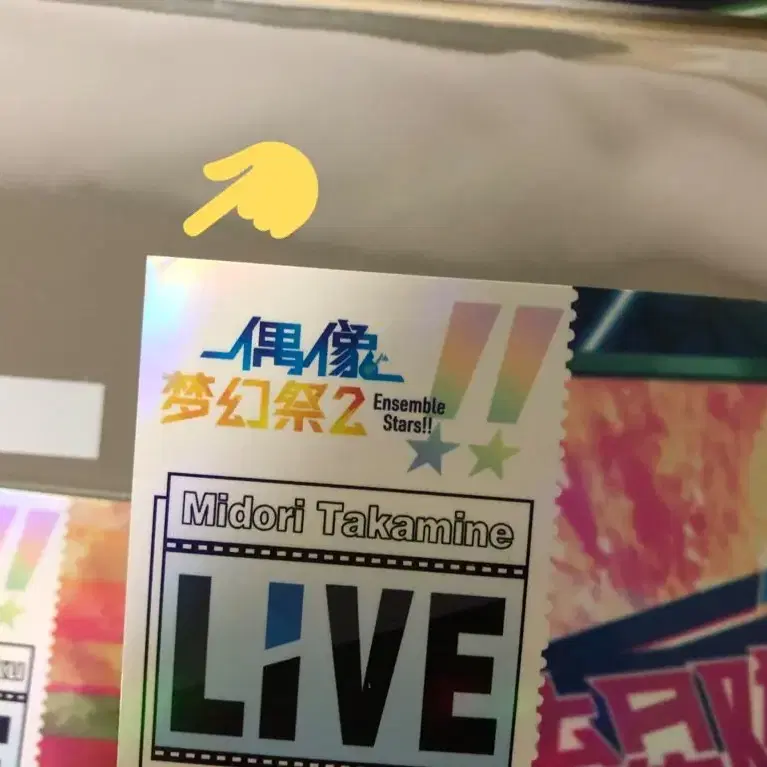 偶像
梦幻祭2
Ensemble
Stars!!
!!
Midori Takamine
LIVE